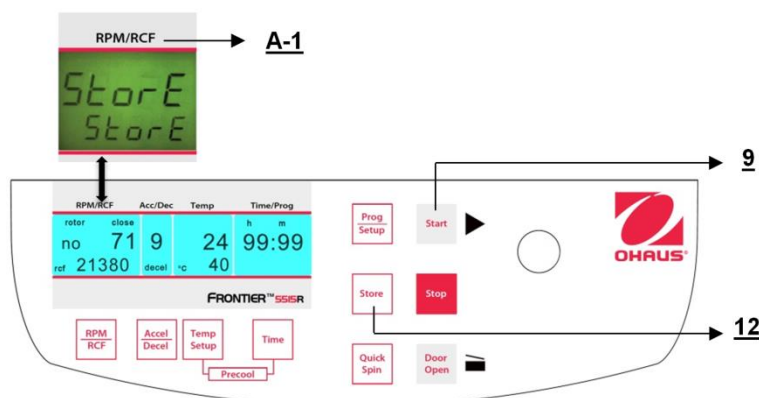 RPM/RCF
A-1
StorE
StorE
9
RPM/RCF Acc/Dec Temp Time/Prog
rotor close h m
no 71 9 24 99:99
rcf 21380 decel °C 40
FRONTIER™ 5515R
RPM
RCF
Accel
Decel
Temp
Setup
Time
Precool
Prog
Setup
Start
Store
Stop
Quick
Spin
Door
Open
OHAUS®
12